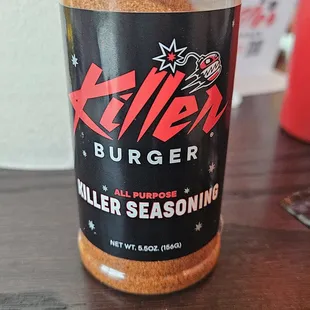 Killer
BURGER
ALL PURPOSE
KILLER SEASONING
NET WT. 5.5OZ. (156G)